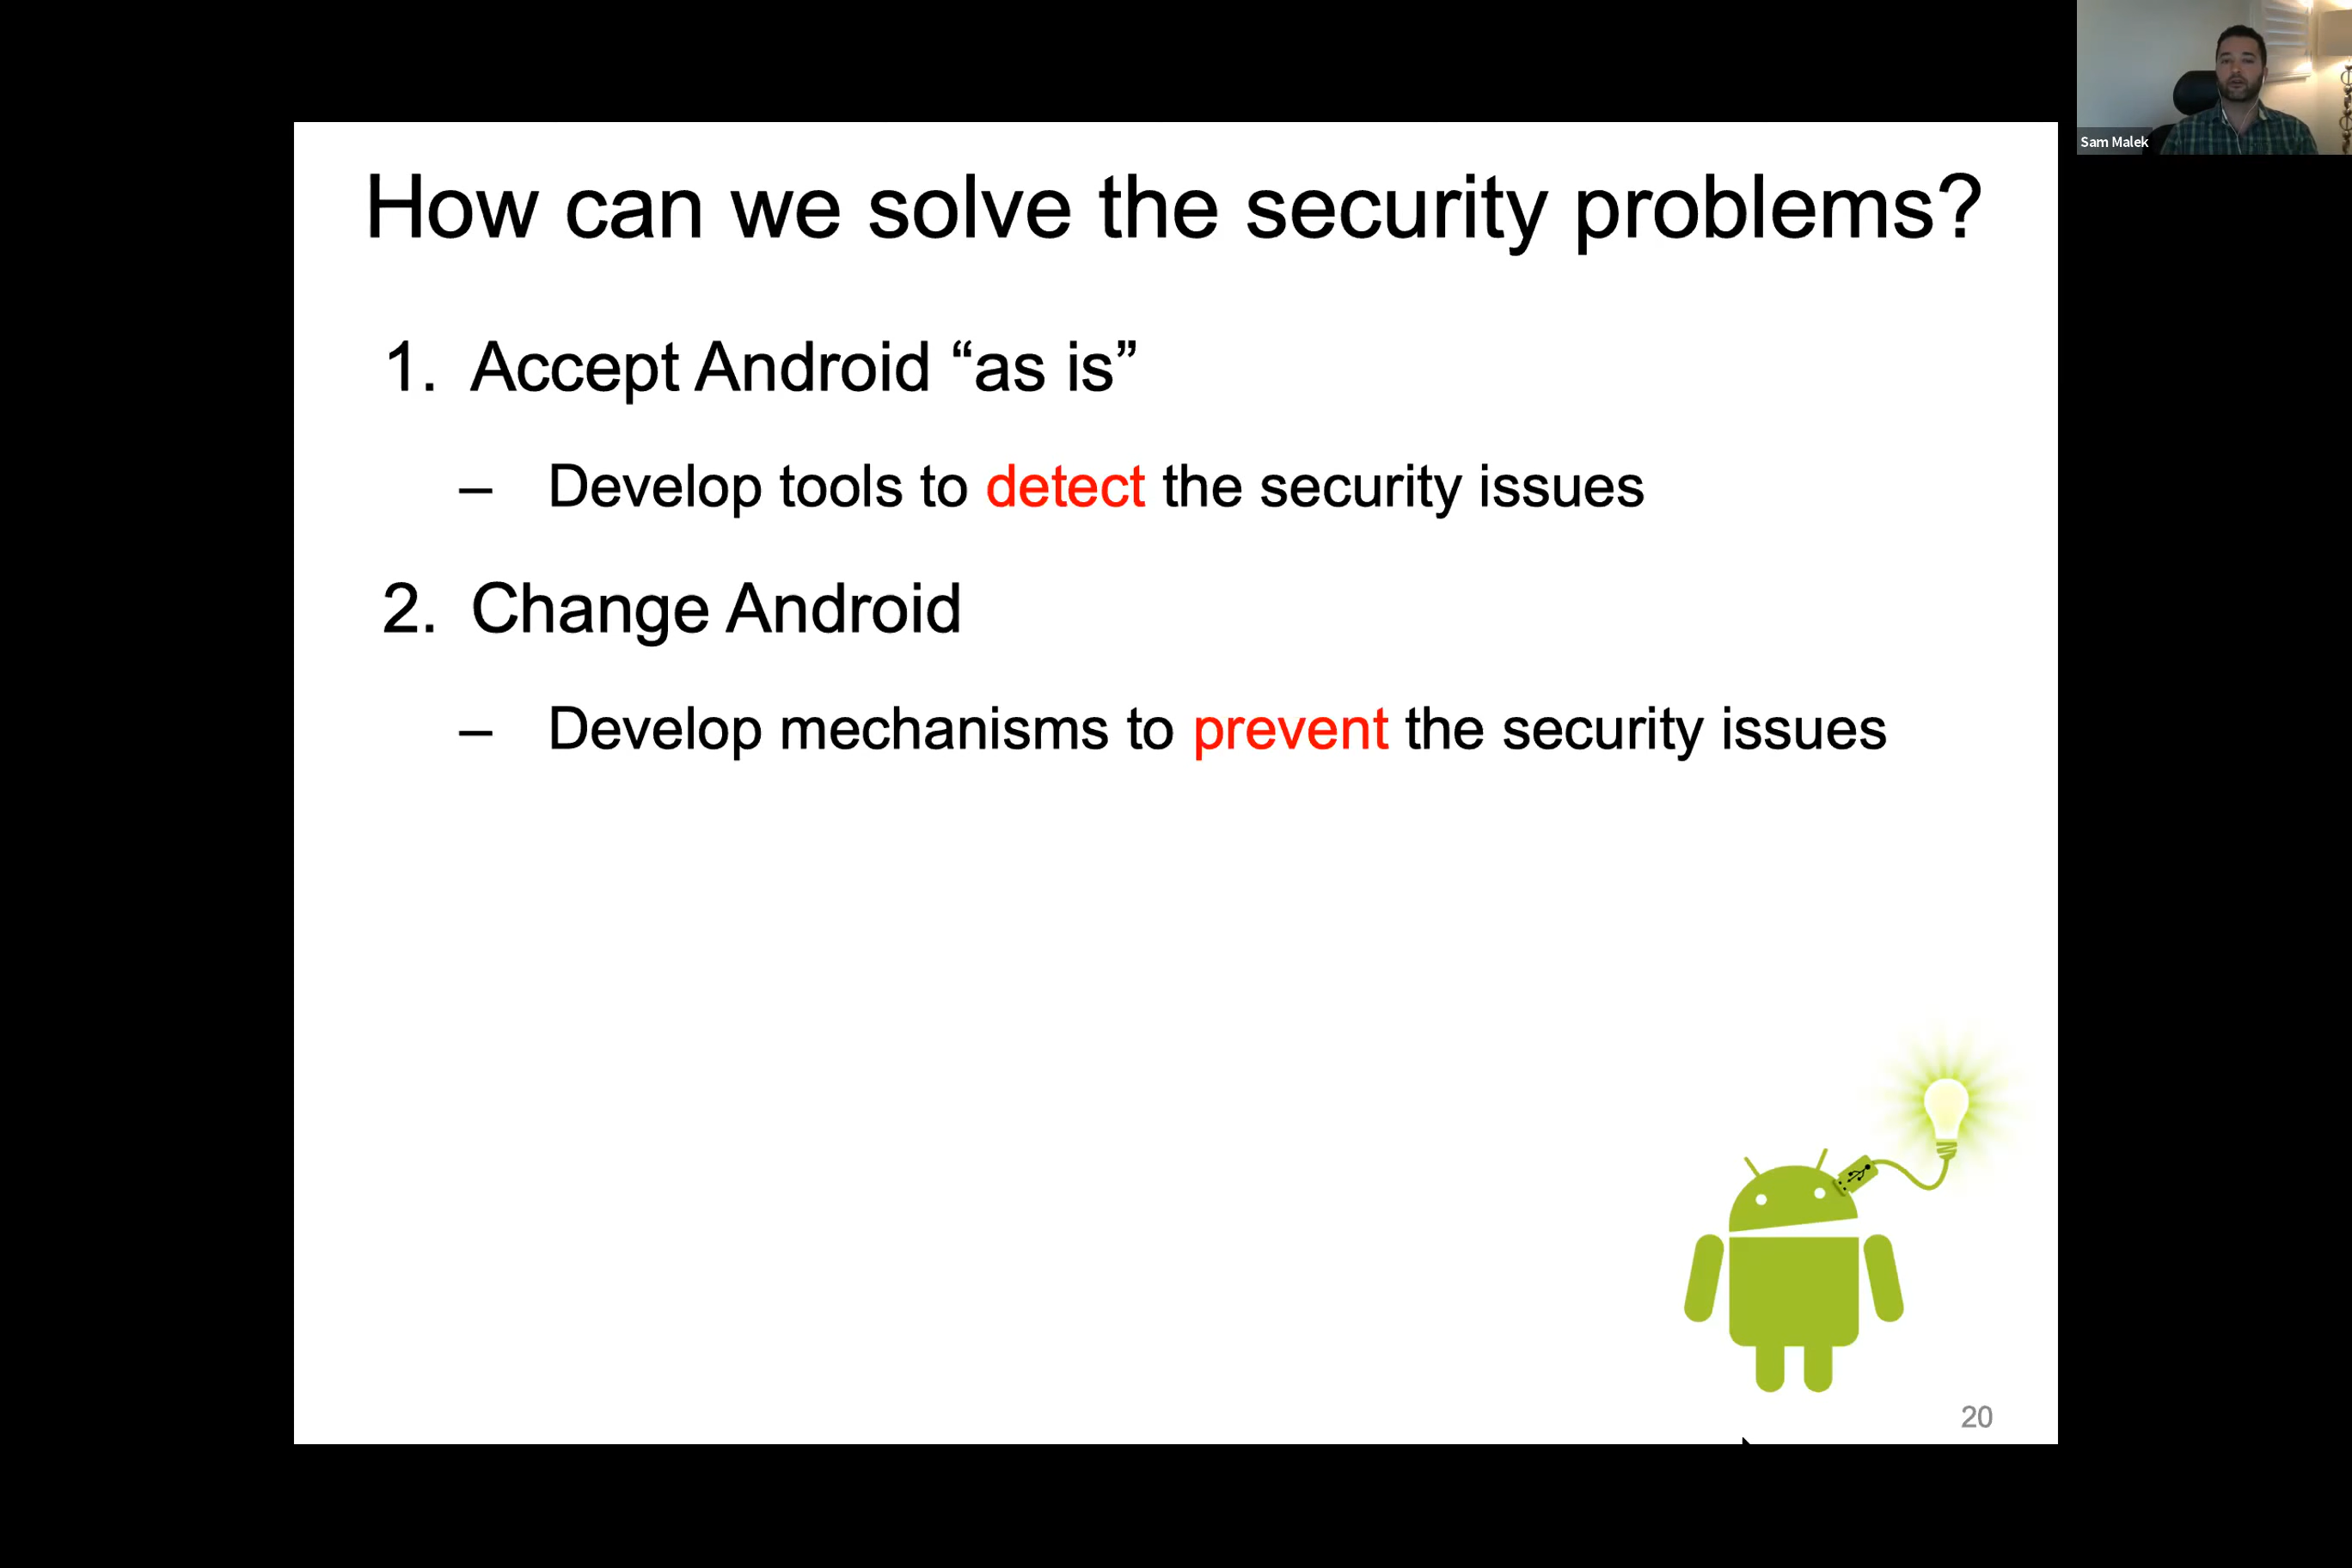 Sam Malek
How can we solve the security problems?
1. Accept Android “as is”
– Develop tools to detect the security issues
2. Change Android
– Develop mechanisms to prevent the security issues
20